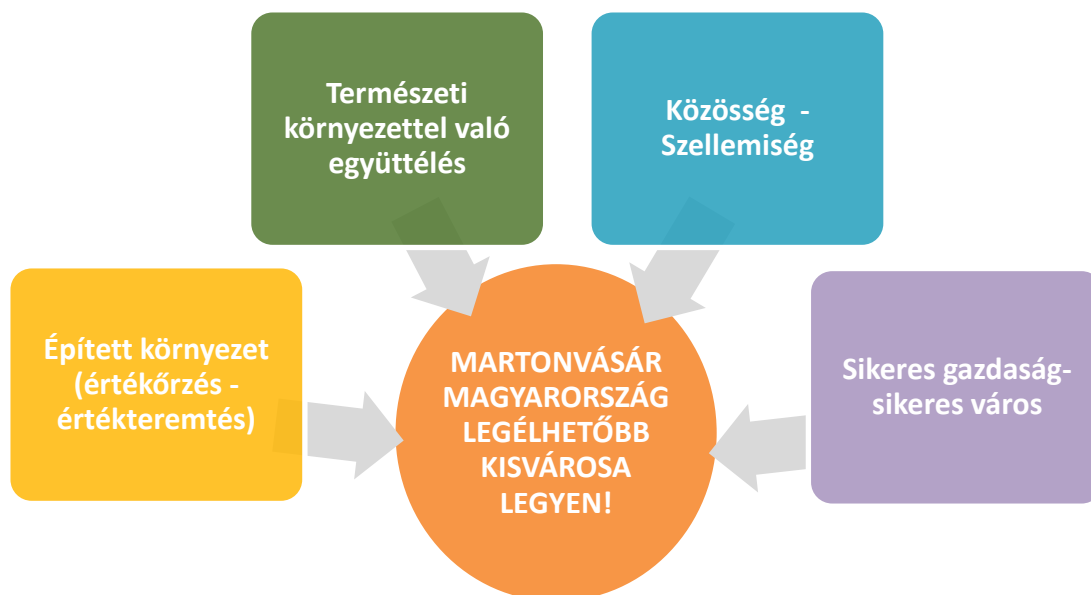 Természeti
környezettel való
együttélés
Közösség  -
Szellemiség
Épített környezet
(értékőrzés -
értékteremtés)
MARTONVÁSÁR
MAGYARORSZÁG
LEGÉLHETŐBB
KISVÁROSA
LEGYEN!
Sikeres gazdaság-
sikeres város